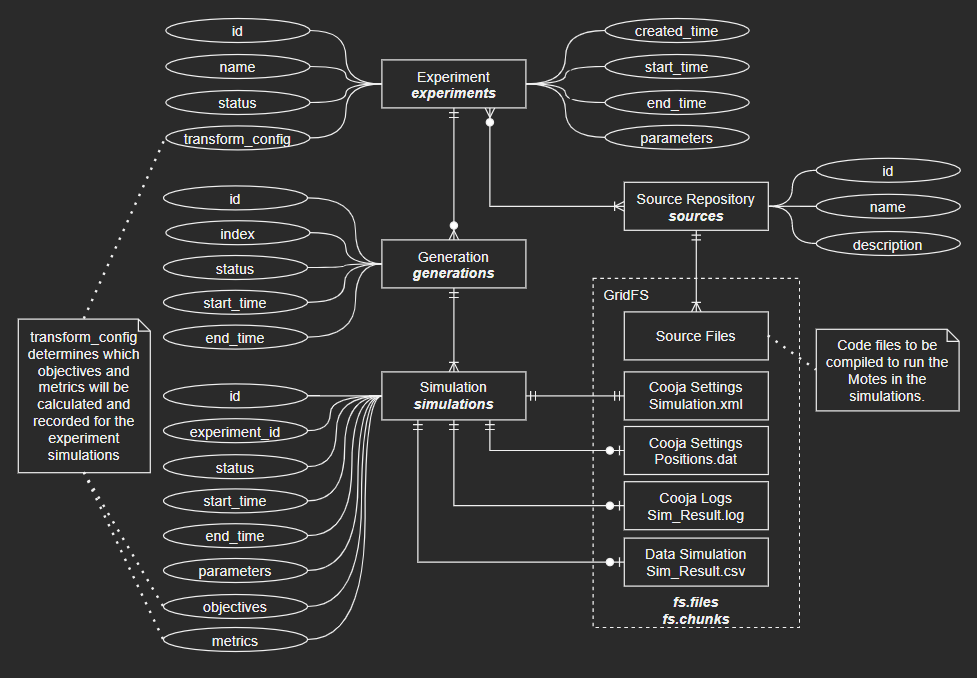 id
name
status
transform_config
Experiment
experiments
created_time
start_time
end_time
parameters
id
index
status
start_time
end_time
Generation
generations
Source Repository
sources
id
name
description
GridFS
Source Files
Code files to be
compiled to run the
Motes in the
simulations.
transform_config
determines which
objectives and
metrics will be
calculated and
recorded for the
experiment
simulations
id
experiment_id
status
start_time
end_time
parameters
objectives
metrics
Simulation
simulations
Cooja Settings
Simulation.xml
Cooja Settings
Positions.dat
Cooja Logs
Sim_Result.log
Data Simulation
Sim_Result.csv
fs.files
fs.chunks